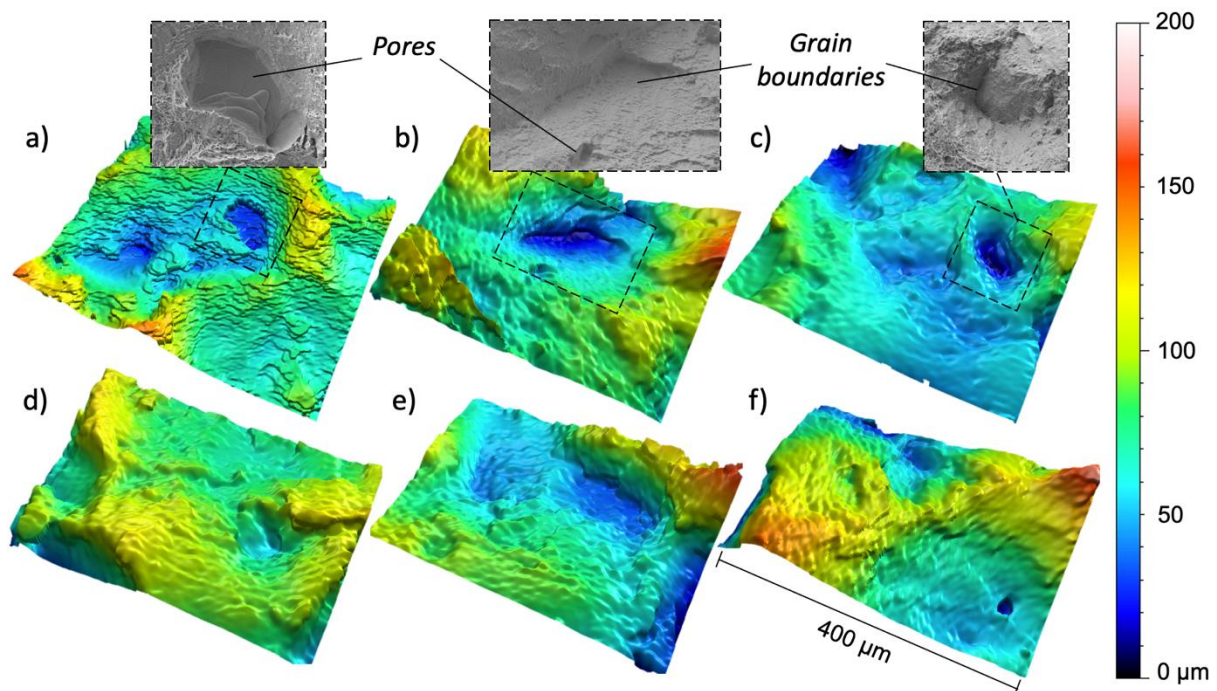 Pores
Grain
boundaries
a)
b)
c)
d)
e)
f)
400 µm
200
150
100
50
0 µm